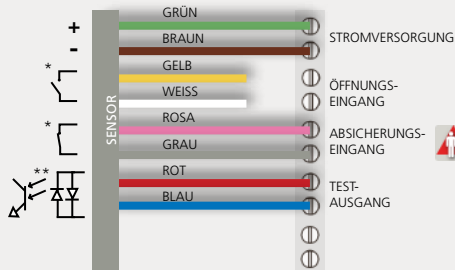 GRÜN
+
STROMVERSORGUNG
BRAUN
-
GELB
*
ÖFFNUNGS-
EINGANG
WEISS
SENSOR
ROSA
*
ABSICHERUNGS-
EINGANG
GRAU
ROT
**
TEST-
AUSGANG
BLAU